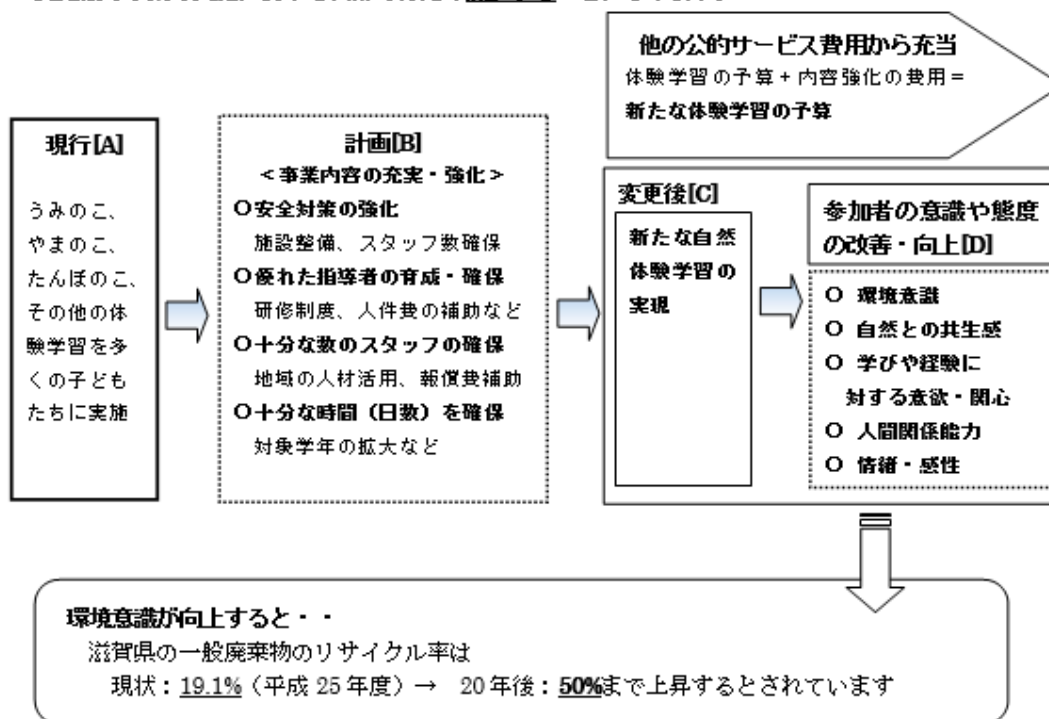 他の公的サービス費用から充当
体験学習の予算+内容強化の費用=
新たな体験学習の予算
現行[A]
うみのこ、
やまのこ、
たんぼのこ、
その他の体
験学習を多
くの子ども
たちに実施
計画[B]
<事業内容の充実・強化>
○安全対策の強化
施設整備、スタッフ数確保
○優れた指導者の育成・確保
研修制度、人件費の補助など
○十分な数のスタッフの確保
地域の人材活用、報償費補助
○十分な時間(日数)を確保
対象学年の拡大など
変更後[C]
新たな自然
体験学習の
実現
参加者の意識や態度
の改善・向上[D]
○ 環境意識
○ 自然との共生感
○ 学びや経験に
対する意欲・関心
○ 人間関係能力
○ 情緒・感性
環境意識が向上すると・・
滋賀県の一般廃棄物のリサイクル率は
現状:19.1%(平成25年度)→ 20年後:50%まで上昇するとされています